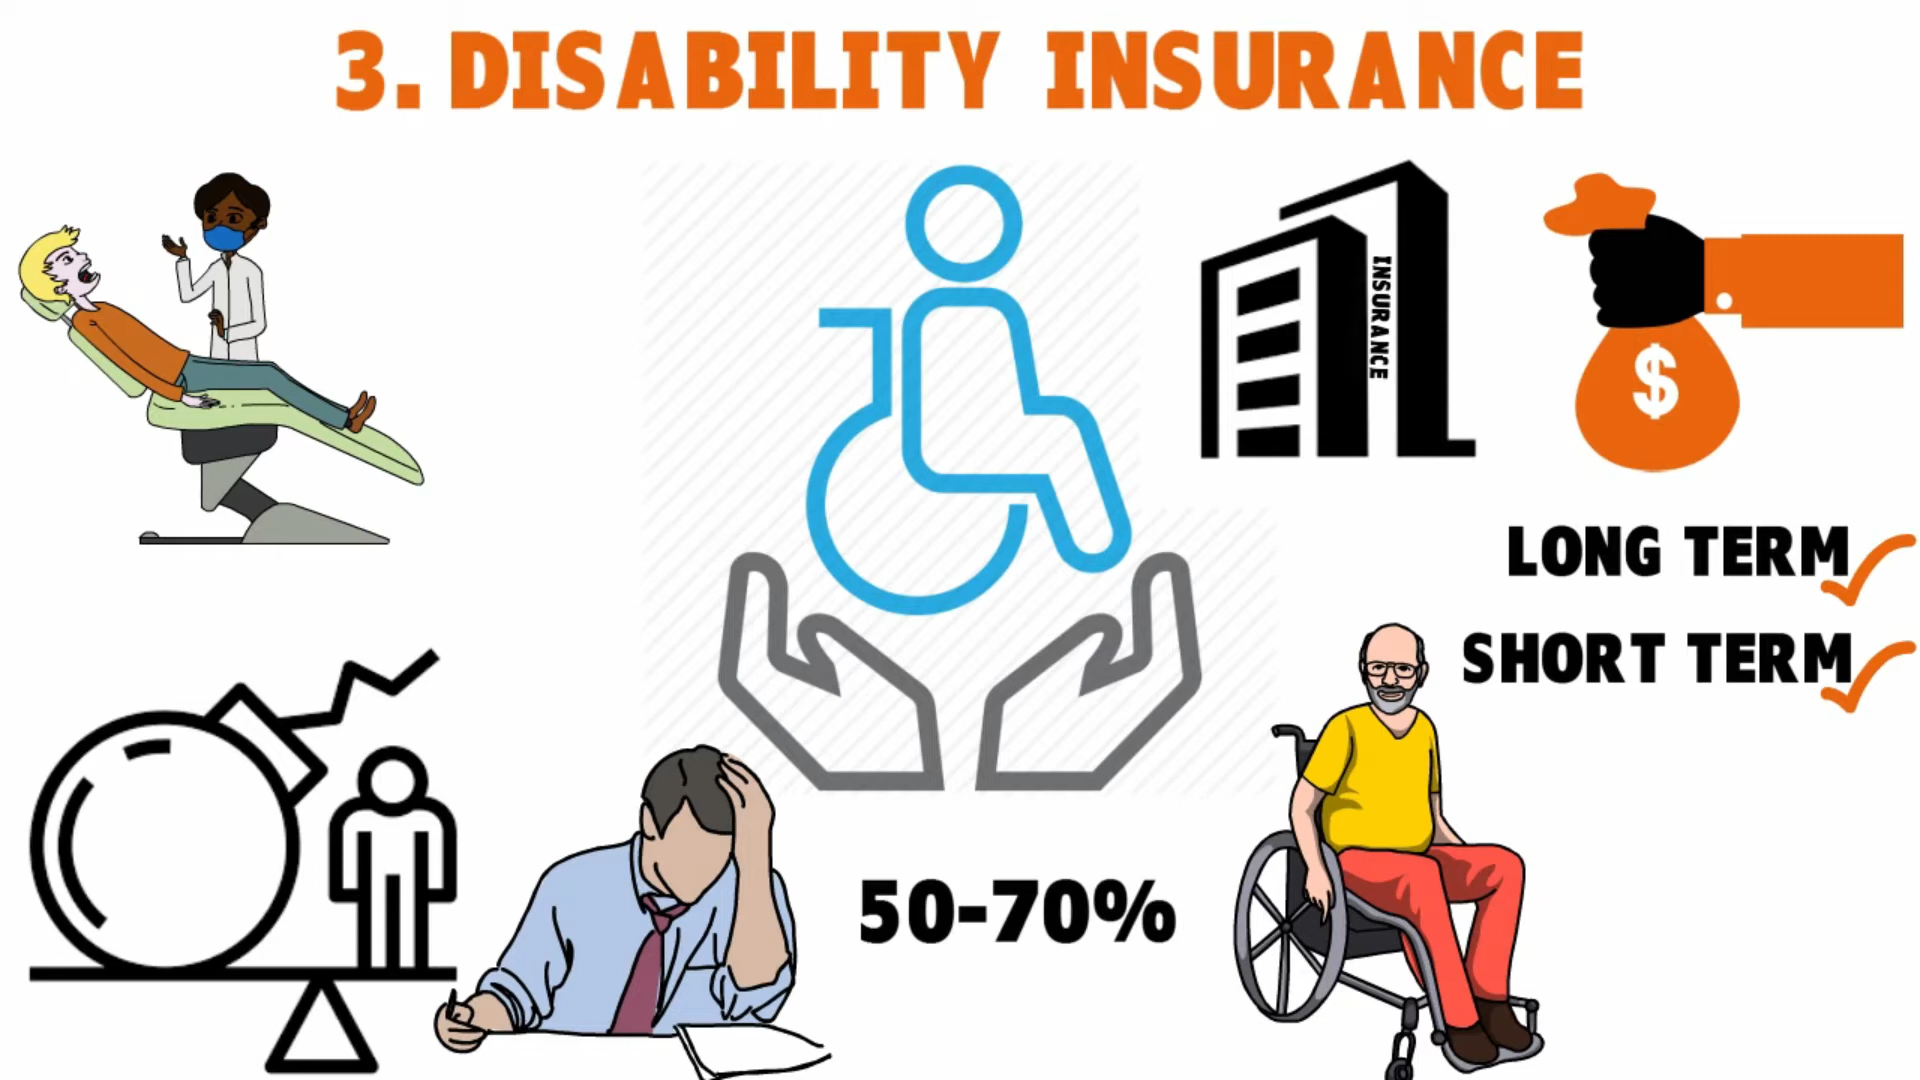 3. DISABILITY INSURANCE
INSURANCE
$
LONG TERM
SHORT TERM
50-70%